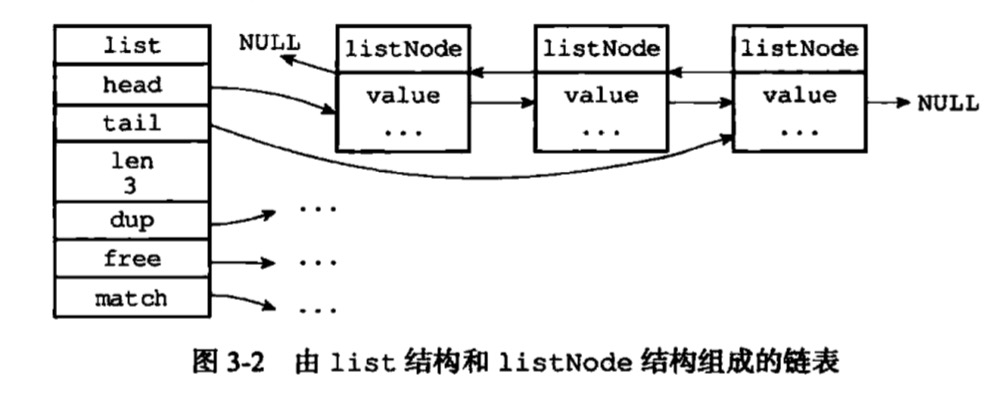 list
head
tail
len
3
dup
free
match
NULL
listNode
value
...
listNode
value
...
listNode
value
...
NULL
...
...
...
图 3-2 由 list 结构和 listNode 结构组成的链表